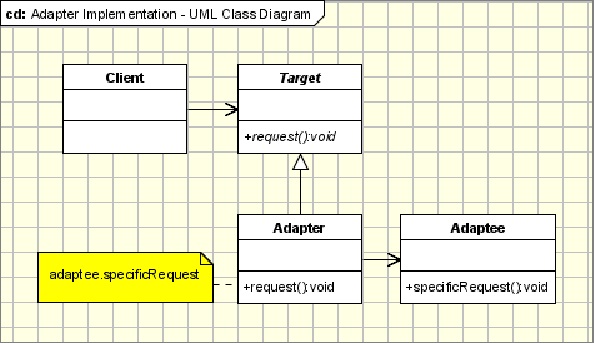 cd: Adapter Implementation - UML Class Diagram
Client
Target
+request():void
Adapter
Adaptee
adaptee.specificRequest
+request():void
+specificRequest():void